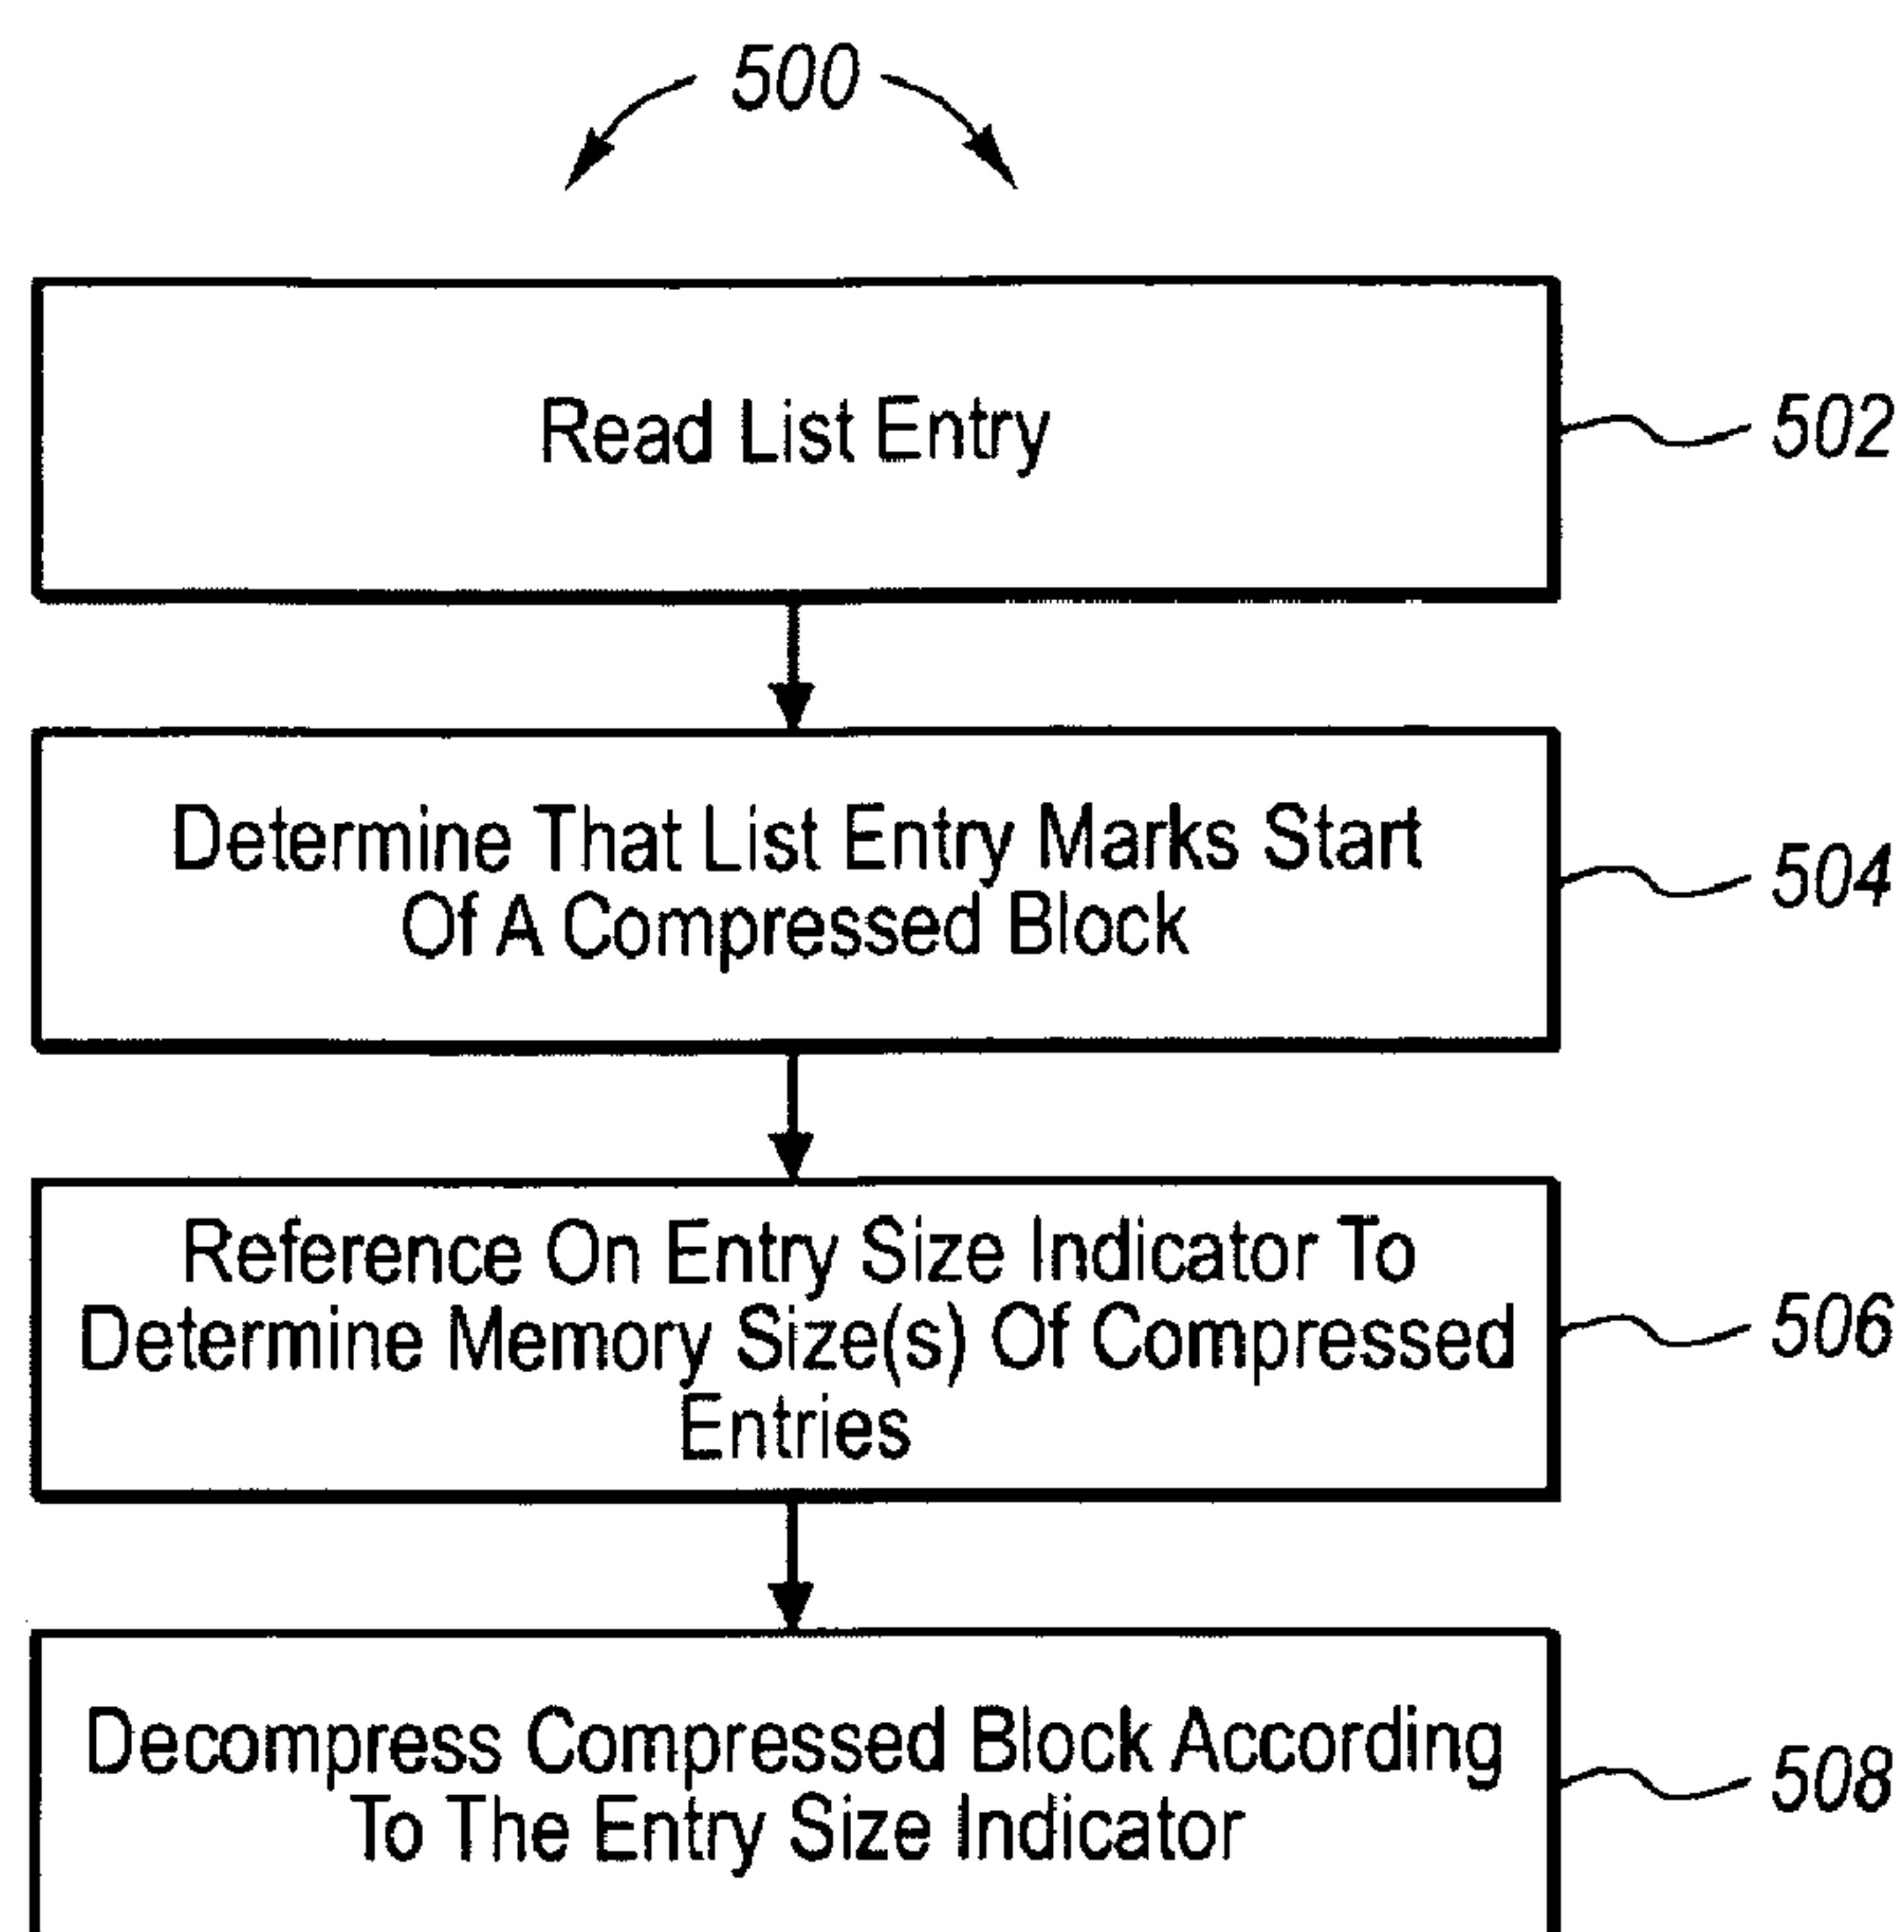 500
Read List Entry
502
Determine That List Entry Marks Start
Of A Compressed Block
504
Reference On Entry Size Indicator To
Determine Memory Size(s) Of Compressed
Entries
506
Decompress Compressed Block According
To The Entry Size Indicator
508